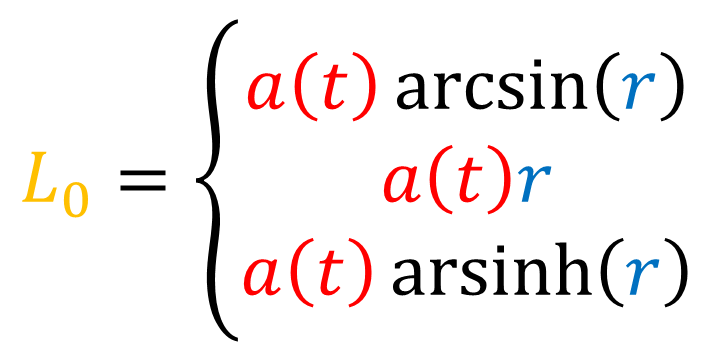 a(t) arcsin(r)
L₀ = { a(t)r
a(t) arsinh(r)